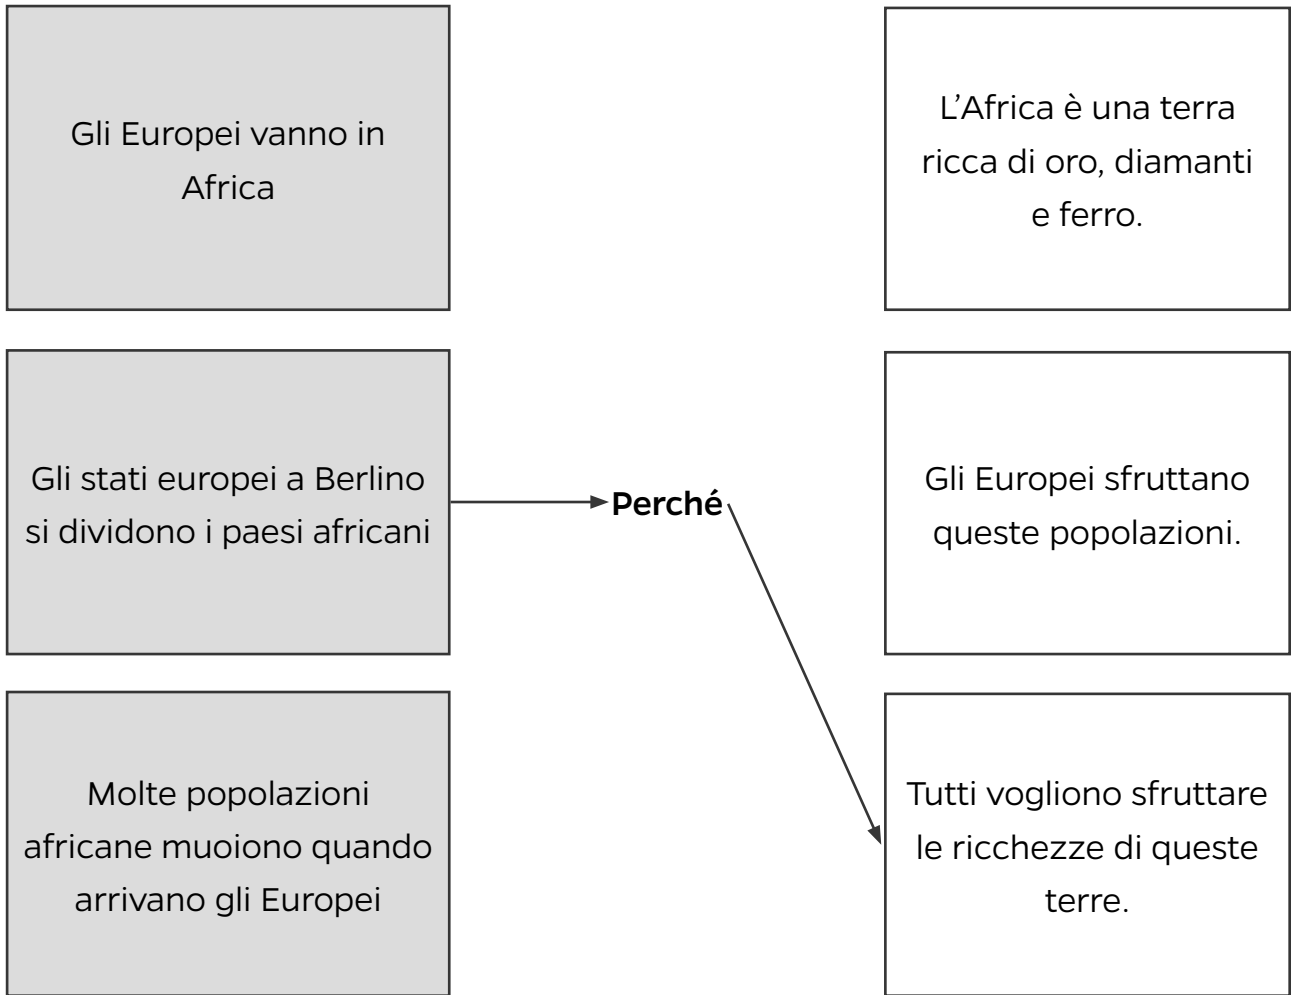 Gli Europei vanno in
Africa
L’Africa è una terra
ricca di oro, diamanti
e ferro.
Gli stati europei a Berlino
si dividono i paesi africani
Perché
Gli Europei sfruttano
queste popolazioni.
Molte popolazioni
africane muoiono quando
arrivano gli Europei
Tutti vogliono sfruttare
le ricchezze di queste
terre.